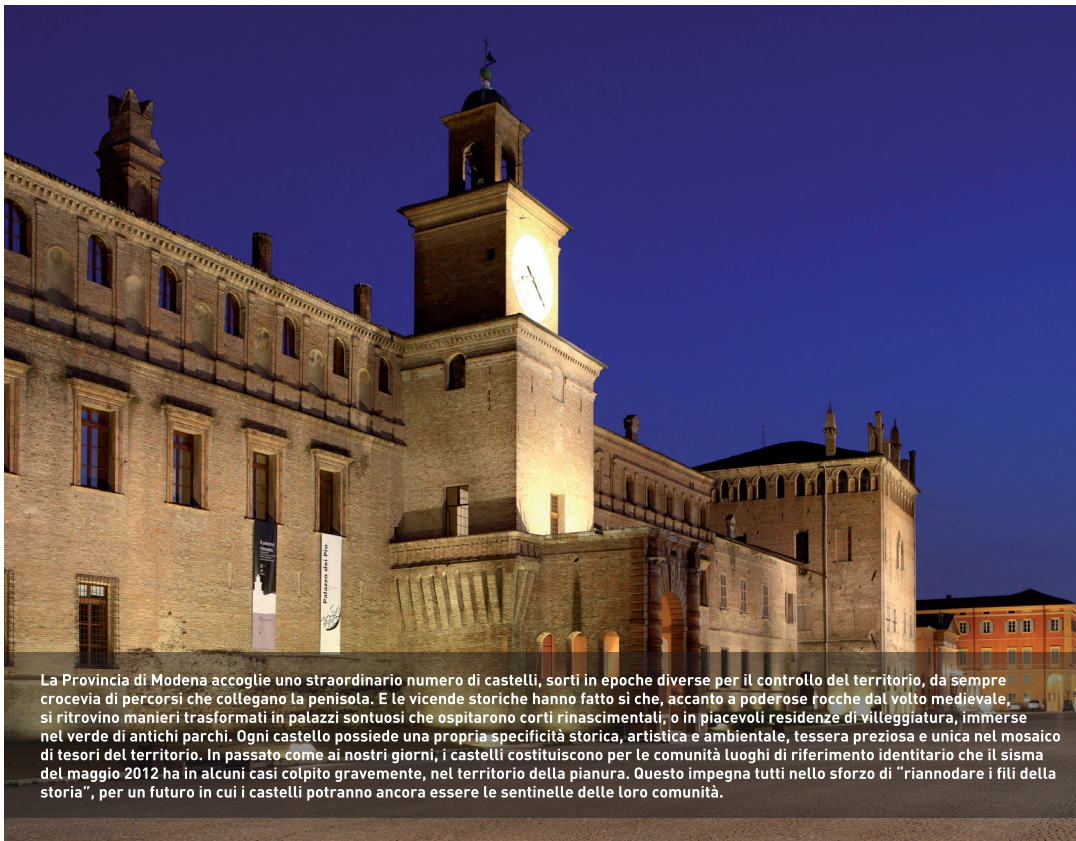 Il palazzo
ritrovato
Palazzo dei Pio
La Provincia di Modena accoglie uno straordinario numero di castelli, sorti in epoche diverse per il controllo del territorio, da sempre
crocevia di percorsi che collegano la penisola. E le vicende storiche hanno fatto sì che, accanto a poderose rocche dal volto medievale,
si ritrovino manieri trasformati in palazzi sontuosi che ospitarono corti rinascimentali, o in piacevoli residenze di villeggiatura, immerse
nel verde di antichi parchi. Ogni castello possiede una propria specificità storica, artistica e ambientale, tessera preziosa e unica nel mosaico
di tesori del territorio. In passato come ai nostri giorni, i castelli costituiscono per le comunità luoghi di riferimento identitario che il sisma
del maggio 2012 ha in alcuni casi colpito gravemente, nel territorio della pianura. Questo impegna tutti nello sforzo di “riannodare i fili della
storia”, per un futuro in cui i castelli potranno ancora essere le sentinelle delle loro comunità.